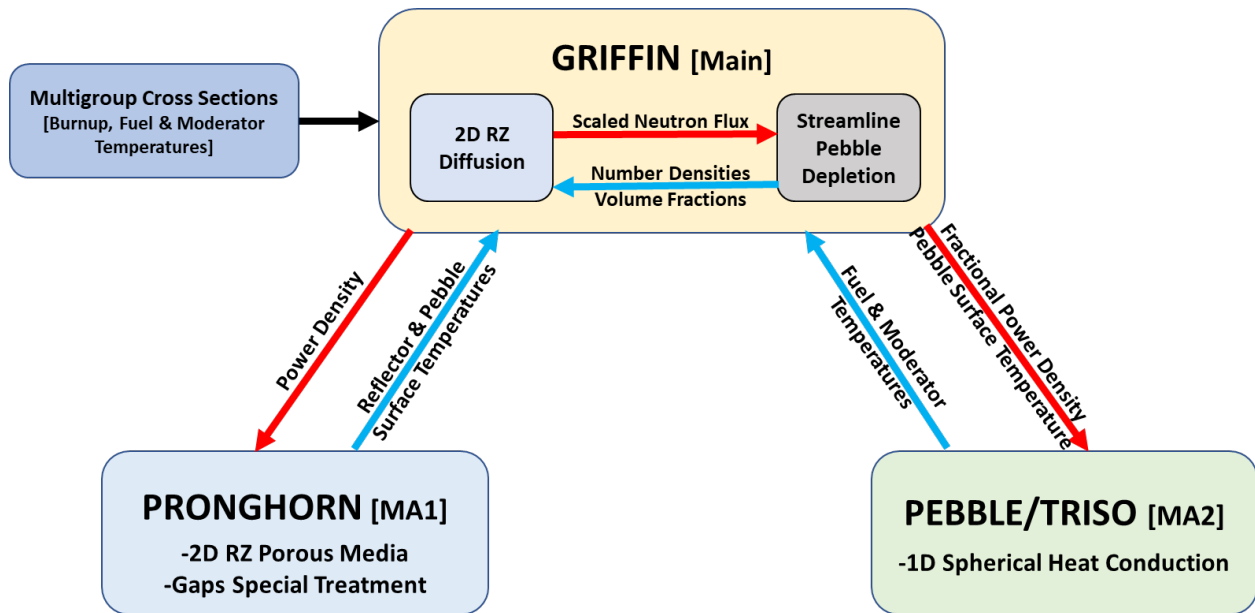 GRIFFIN [Main]
Multigroup Cross Sections
[Burnup, Fuel & Moderator
Temperatures]
2D RZ
Diffusion
Scaled Neutron Flux
Number Densities
Volume Fractions
Streamline
Pebble
Depletion
Power Density
Reflector & Pebble
Surface Temperatures
Fuel & Moderator
Temperatures
Fractional Power Density
Pebble Surface Temperature
PRONGHORN [MA1]
-2D RZ Porous Media
-Gaps Special Treatment
PEBBLE/TRISO [MA2]
-1D Spherical Heat Conduction